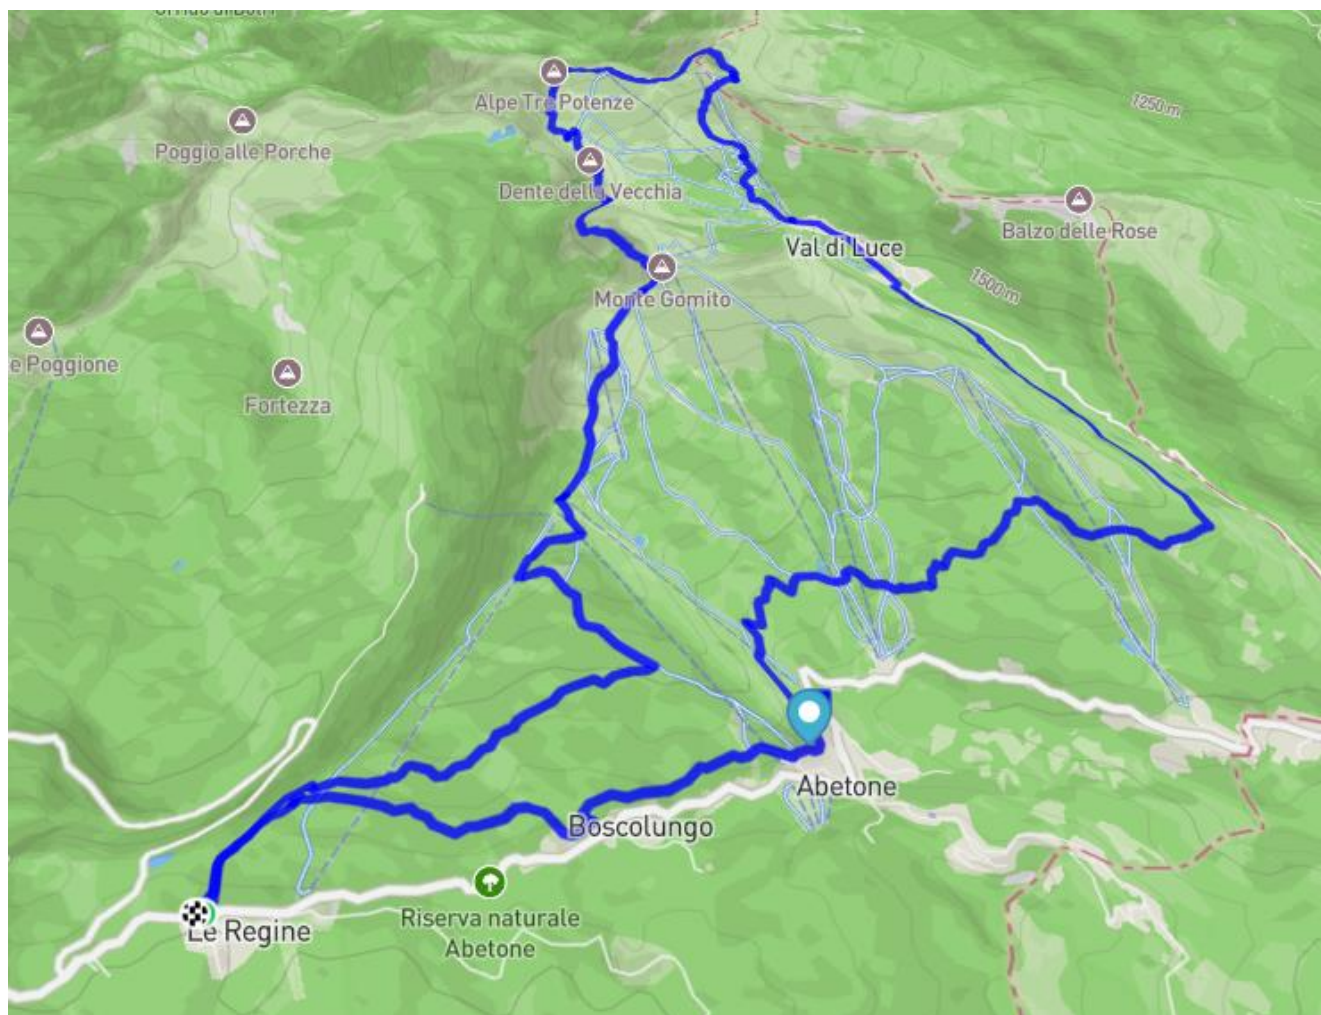 Alpe Tre Potenze
1250 m
Poggio alle Porche
Dente della Vecchia
Balzo delle Rose
Val di Luce
1500 m
Monte Gomito
e Poggione
Fortezza
Abetone
Boscolungo
Riserva naturale
Abetone
Le Regine